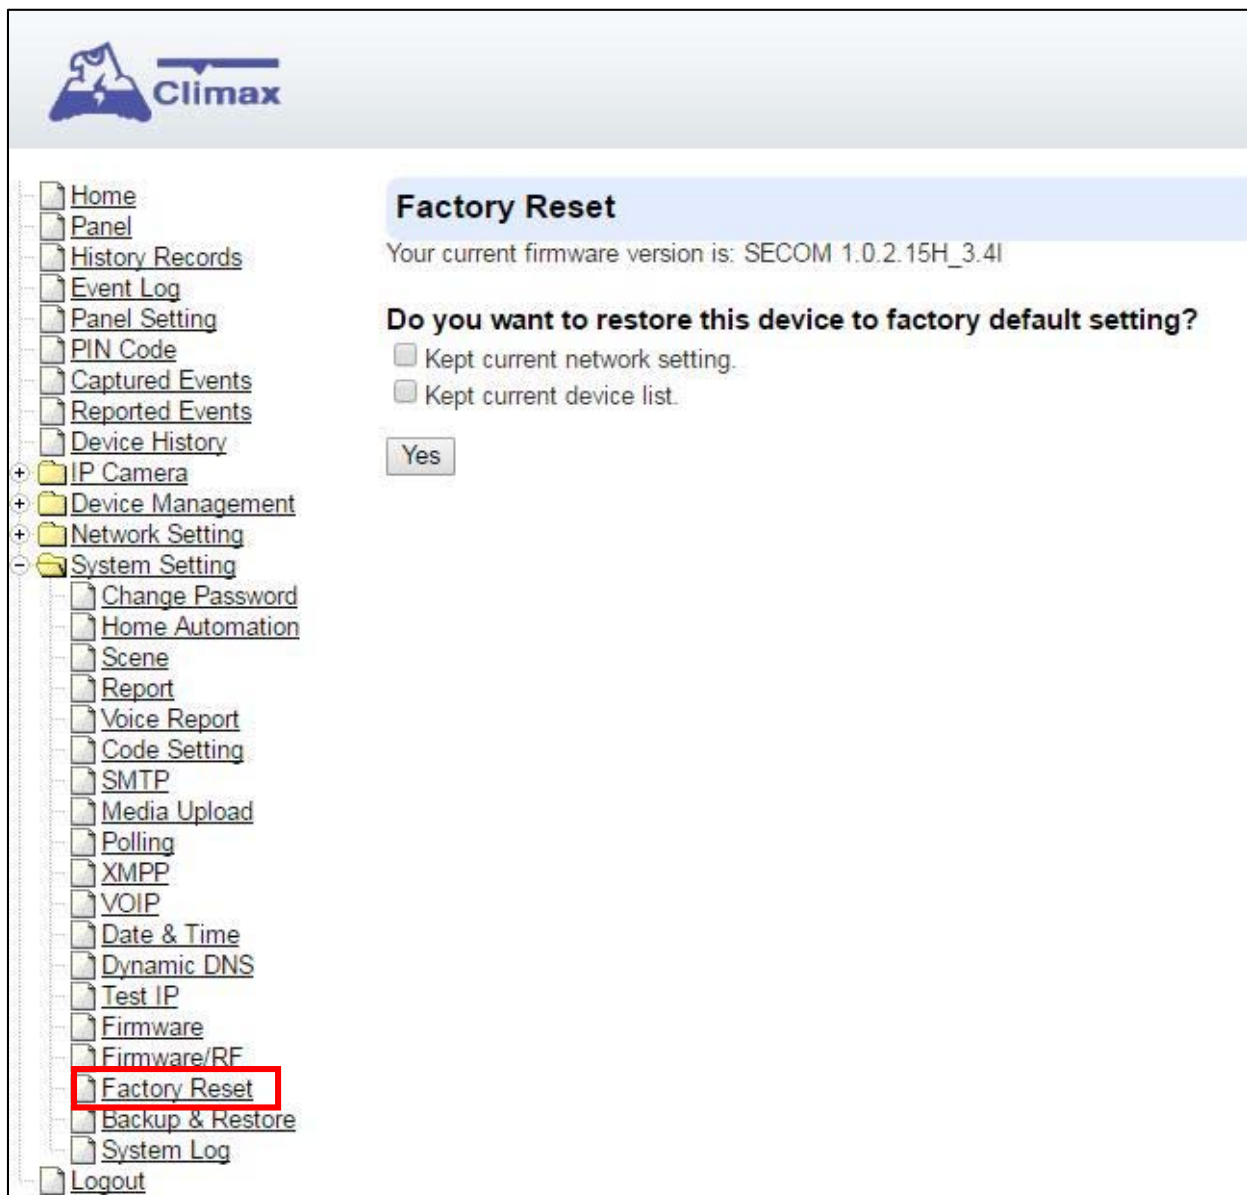 Climax
Home
Panel
History Records
Event Log
Panel Setting
PIN Code
Captured Events
Reported Events
Device History
IP Camera
Device Management
Network Setting
System Setting
Change Password
Home Automation
Scene
Report
Voice Report
Code Setting
SMTP
Media Upload
Polling
XMPP
VOIP
Date & Time
Dynamic DNS
Test IP
Firmware
Firmware/RF
Factory Reset
Backup & Restore
System Log
Logout
Factory Reset
Your current firmware version is: SECOM 1.0.2.15H_3.4I
Do you want to restore this device to factory default setting?
Kept current network setting.
Kept current device list.
Yes